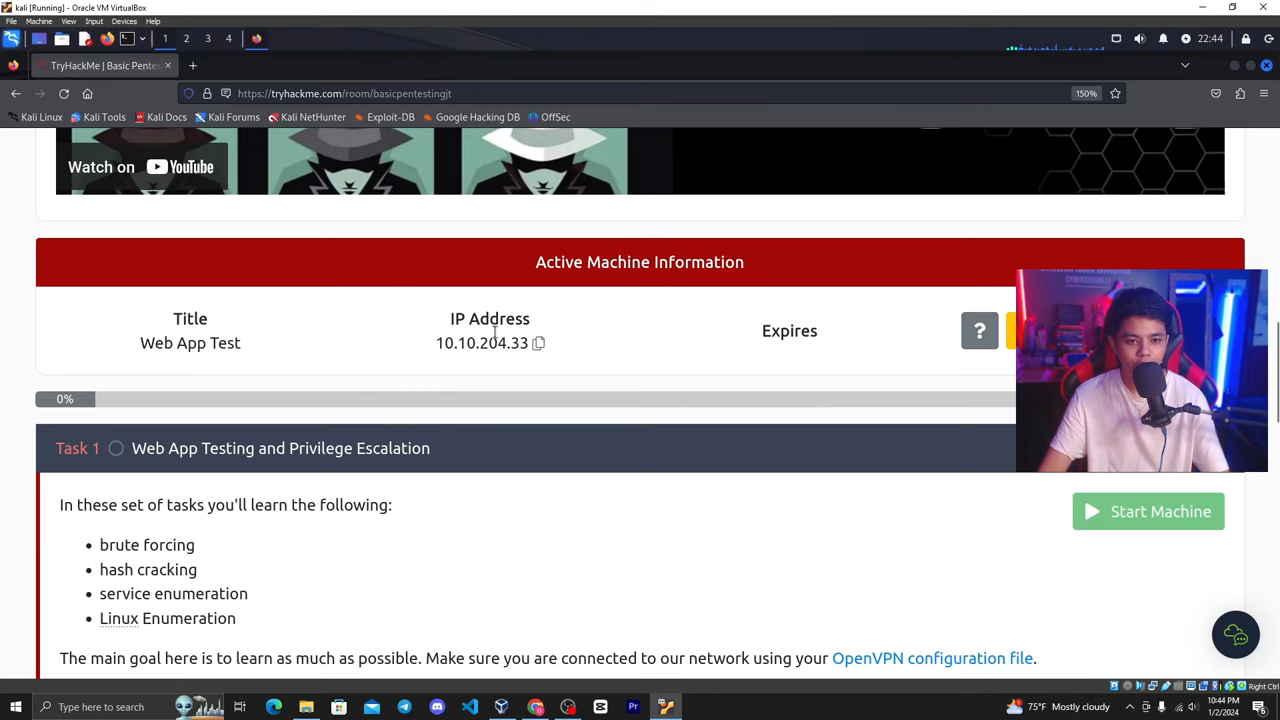 kali [Running] - Oracle VM VirtualBox
File Machine View Input Devices Help
1 2 3 4 22:44
TryHackMe | Basic Pentes
https://tryhackme.com/room/basicpentestingjt 150%
Kali Linux Kali Tools Kali Docs Kali Forums Kali NetHunter Exploit-DB Google Hacking DB OffSec
Watch on YouTube
Active Machine Information
Title IP Address Expires
Web App Test 10.10.204.33
?
0%
Task 1 Web App Testing and Privilege Escalation
In these set of tasks you'll learn the following:
Start Machine
• brute forcing
• hash cracking
• service enumeration
• Linux Enumeration
The main goal here is to learn as much as possible. Make sure you are connected to our network using your OpenVPN configuration file.
Right Ctrl
Type here to search
75°F Mostly cloudy
10:44 PM
1/2/2024